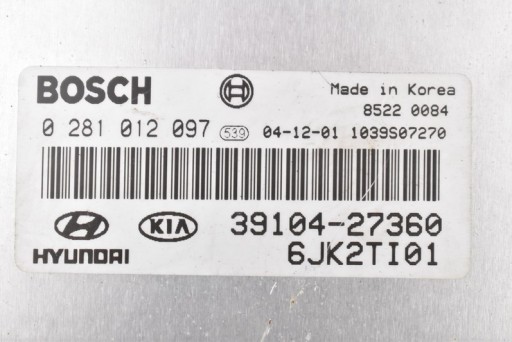 BOSCH Made in Korea
8522 0084
0 281 012 097 539 04-12-01 1039S07270
KIA 39104-27360
HYUNDAI 6JK2TI01